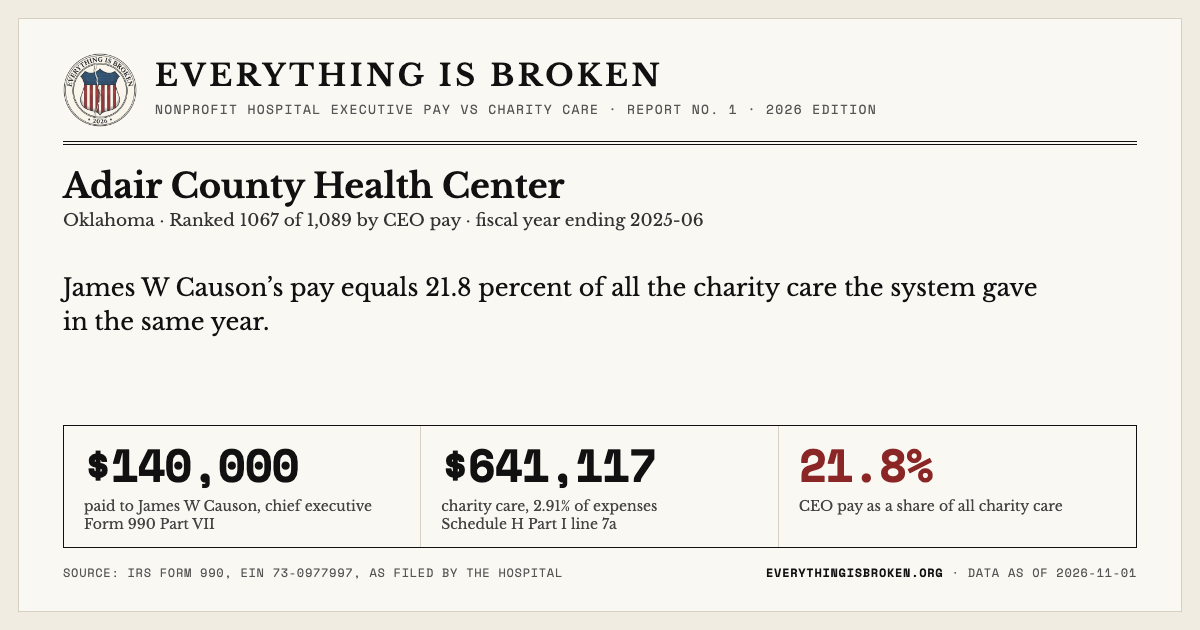 EVERYTHING IS BROKEN
· 2026 ·
EVERYTHING IS BROKEN
NONPROFIT HOSPITAL EXECUTIVE PAY VS CHARITY CARE · REPORT NO. 1 · 2026 EDITION
Adair County Health Center
Oklahoma · Ranked 1067 of 1,089 by CEO pay · fiscal year ending 2025-06
James W Causon’s pay equals 21.8 percent of all the charity care the system gave
in the same year.
$140,000
paid to James W Causon, chief executive
Form 990 Part VII
$641,117
charity care, 2.91% of expenses
Schedule H Part I line 7a
21.8%
CEO pay as a share of all charity care
SOURCE: IRS FORM 990, EIN 73-0977997, AS FILED BY THE HOSPITAL
EVERYTHINGISBROKEN.ORG · DATA AS OF 2026-11-01